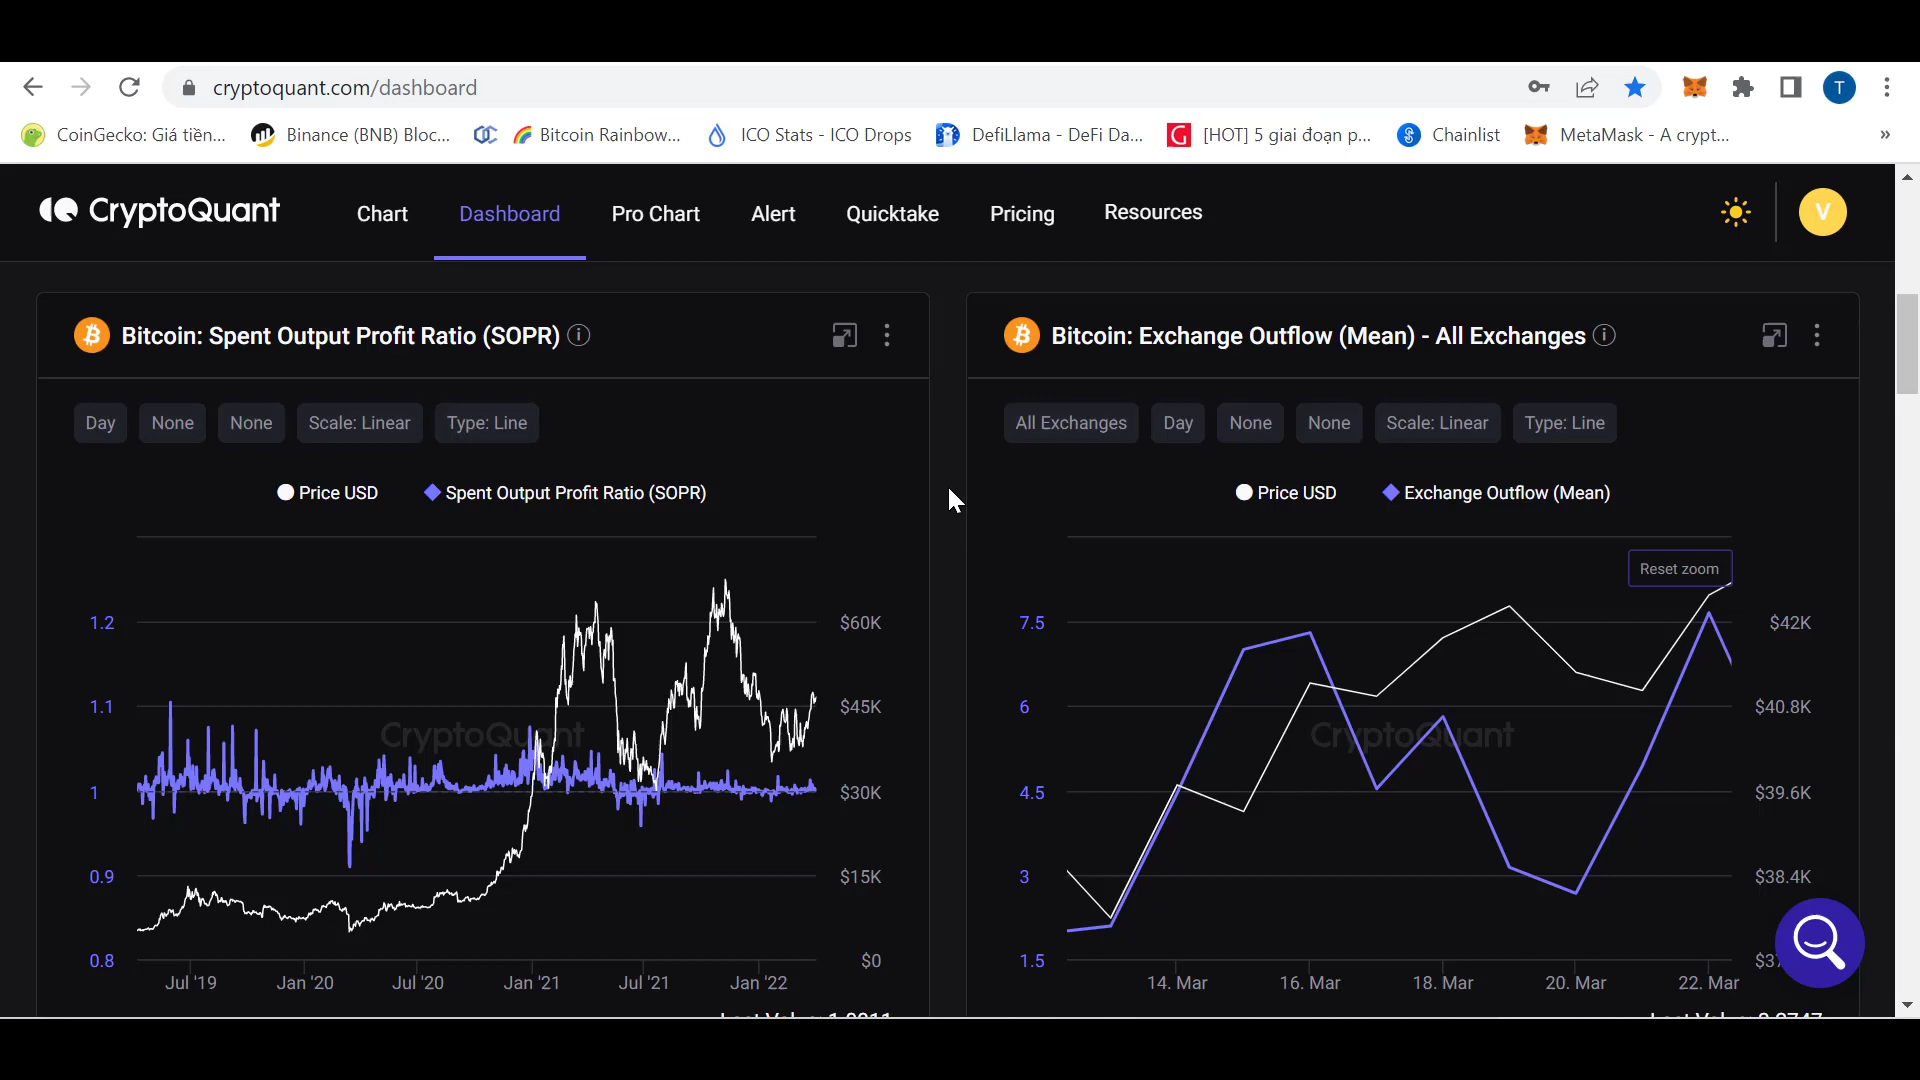 cryptoquant.com/dashboard
T
CoinGecko: Giá tiền... Binance (BNB) Bloc... Bitcoin Rainbow... ICO Stats - ICO Drops DefiLlama - DeFi Da... [HOT] 5 giai đoạn p... Chainlist MetaMask - A crypt... »
CryptoQuant Chart Dashboard Pro Chart Alert Quicktake Pricing Resources V
Bitcoin: Spent Output Profit Ratio (SOPR)
Day None None Scale: Linear Type: Line
Price USD Spent Output Profit Ratio (SOPR)
1.2 $60K
1.1 $45K
CryptoQuant
1 $30K
0.9 $15K
0.8 $0
Jul '19 Jan '20 Jul '20 Jan '21 Jul '21 Jan '22
Bitcoin: Exchange Outflow (Mean) - All Exchanges
All Exchanges Day None None Scale: Linear Type: Line
Price USD Exchange Outflow (Mean)
Reset zoom
7.5 $42K
6 $40.8K
CryptoQuant
4.5 $39.6K
3 $38.4K
1.5
14. Mar 16. Mar 18. Mar 20. Mar 22. Mar